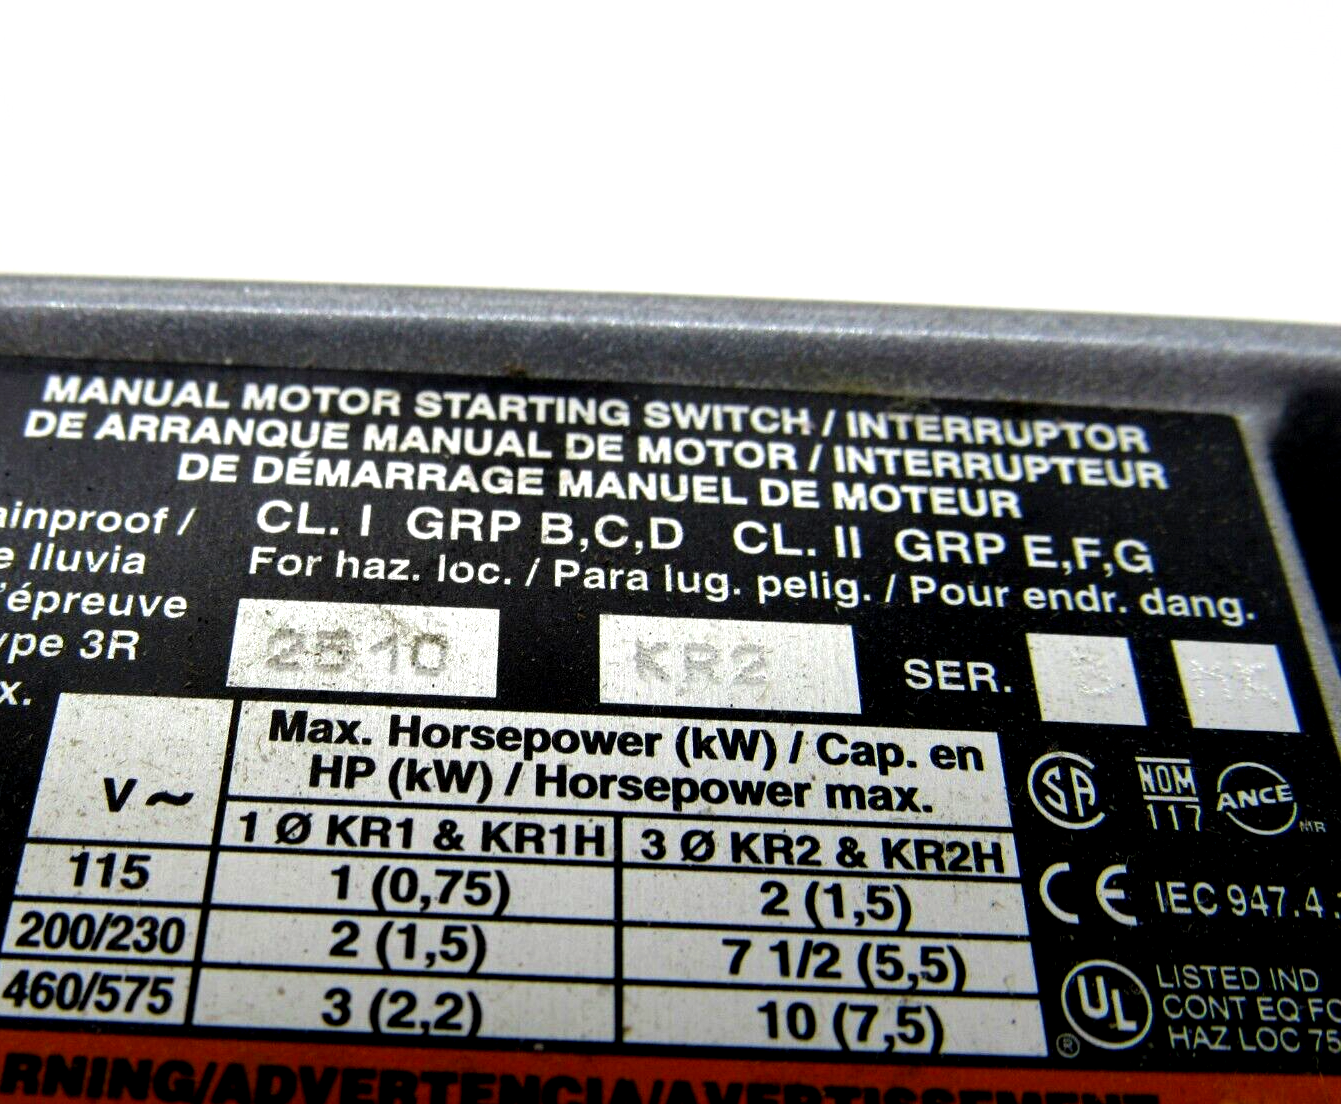 MANUAL MOTOR STARTING SWITCH / INTERRUPTOR
DE ARRANQUE MANUAL DE MOTOR / INTERRUPTEUR
DE DÉMARRAGE MANUEL DE MOTEUR
ainproof /
CL. I GRP B,C,D CL. II GRP E,F,G
e lluvia
For haz. loc. / Para lug. pelig. / Pour endr. dang.
'épreuve
ype 3R
2510 KR2 SER.
x.
Max. Horsepower (kW) / Cap. en
HP (kW) / Horsepower max.
V ~
1 Ø KR1 & KR1H 3 Ø KR2 & KR2H
115 1 (0,75) 2 (1,5)
200/230 2 (1,5) 7 1/2 (5,5)
460/575 3 (2,2) 10 (7,5)
SA
NOM
117
ANCE
MR
CE IEC 947.4.
UL ®
LISTED IND
CONT EQ FO
HAZ LOC 75
RNING/ADVERTENCIA/AVERTISSEMENT